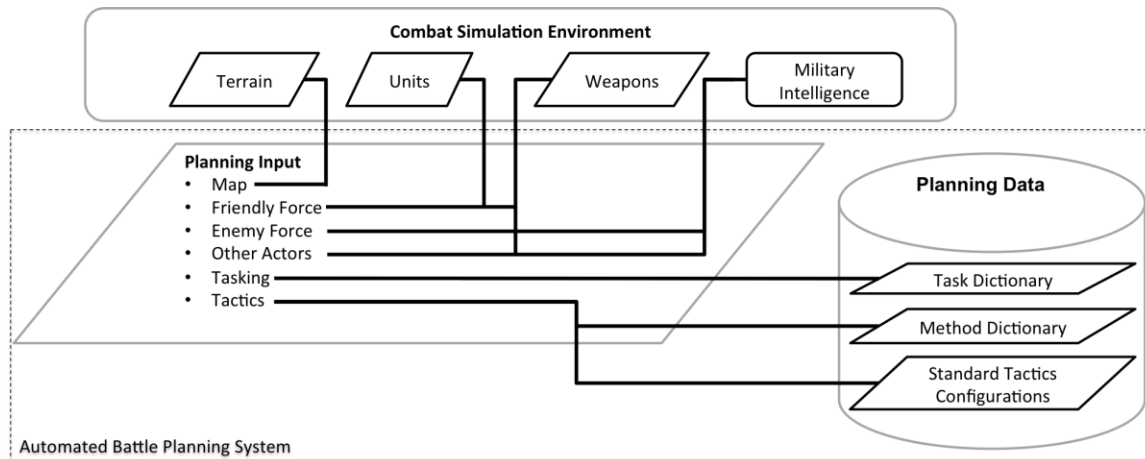 Combat Simulation Environment
Terrain
Units
Weapons
Military
Intelligence
Planning Input
• Map
• Friendly Force
• Enemy Force
• Other Actors
• Tasking
• Tactics
Planning Data
Task Dictionary
Method Dictionary
Standard Tactics
Configurations
Automated Battle Planning System